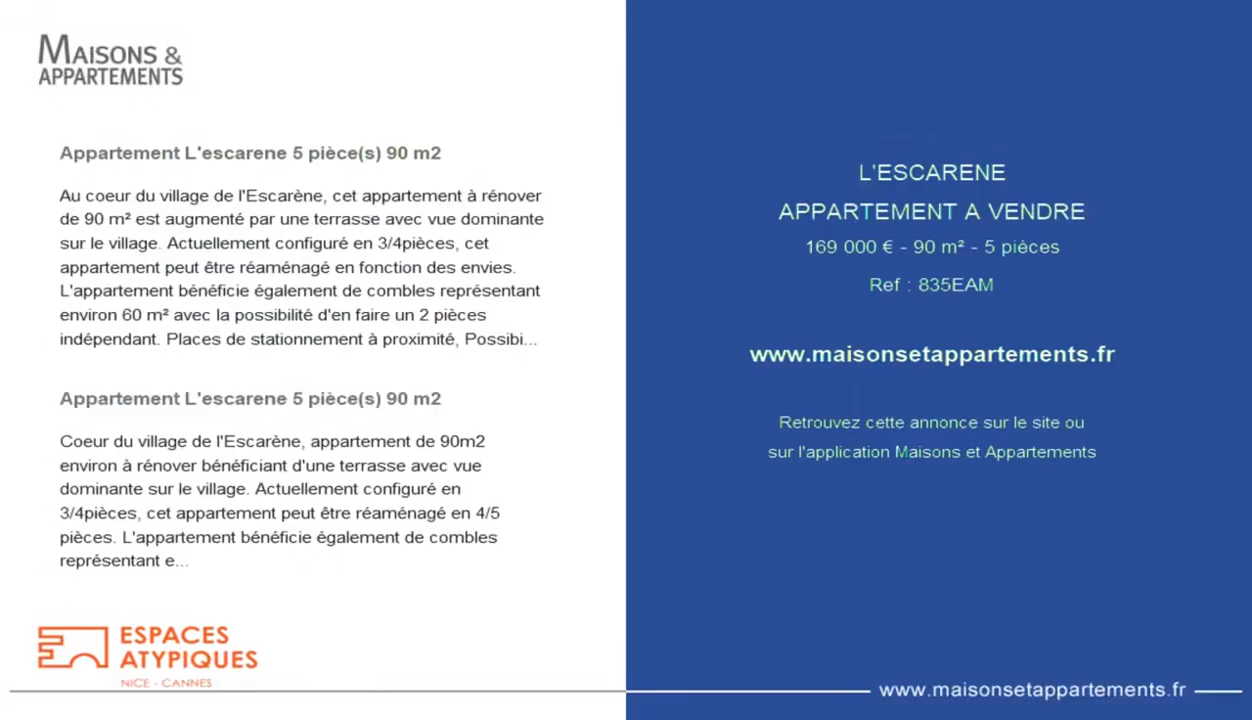 MAISONS &
APPARTEMENTS
Appartement L'escarene 5 pièce(s) 90 m2
Au coeur du village de l'Escarène, cet appartement à rénover
de 90 m² est augmenté par une terrasse avec vue dominante
sur le village. Actuellement configuré en 3/4pièces, cet
appartement peut être réaménagé en fonction des envies.
L'appartement bénéficie également de combles représentant
environ 60 m² avec la possibilité d'en faire un 2 pièces
indépendant. Places de stationnement à proximité, Possibi...
Appartement L'escarene 5 pièce(s) 90 m2
Coeur du village de l'Escarène, appartement de 90m2
environ à rénover bénéficiant d'une terrasse avec vue
dominante sur le village. Actuellement configuré en
3/4pièces, cet appartement peut être réaménagé en 4/5
pièces. L'appartement bénéficie également de combles
représentant e...
ESPACES
ATYPIQUES
NICE - CANNES
L'ESCARENE
APPARTEMENT A VENDRE
169 000 € - 90 m² - 5 pièces
Ref : 835EAM
www.maisonsetappartements.fr
Retrouvez cette annonce sur le site ou
sur l'application Maisons et Appartements
www.maisonsetappartements.fr